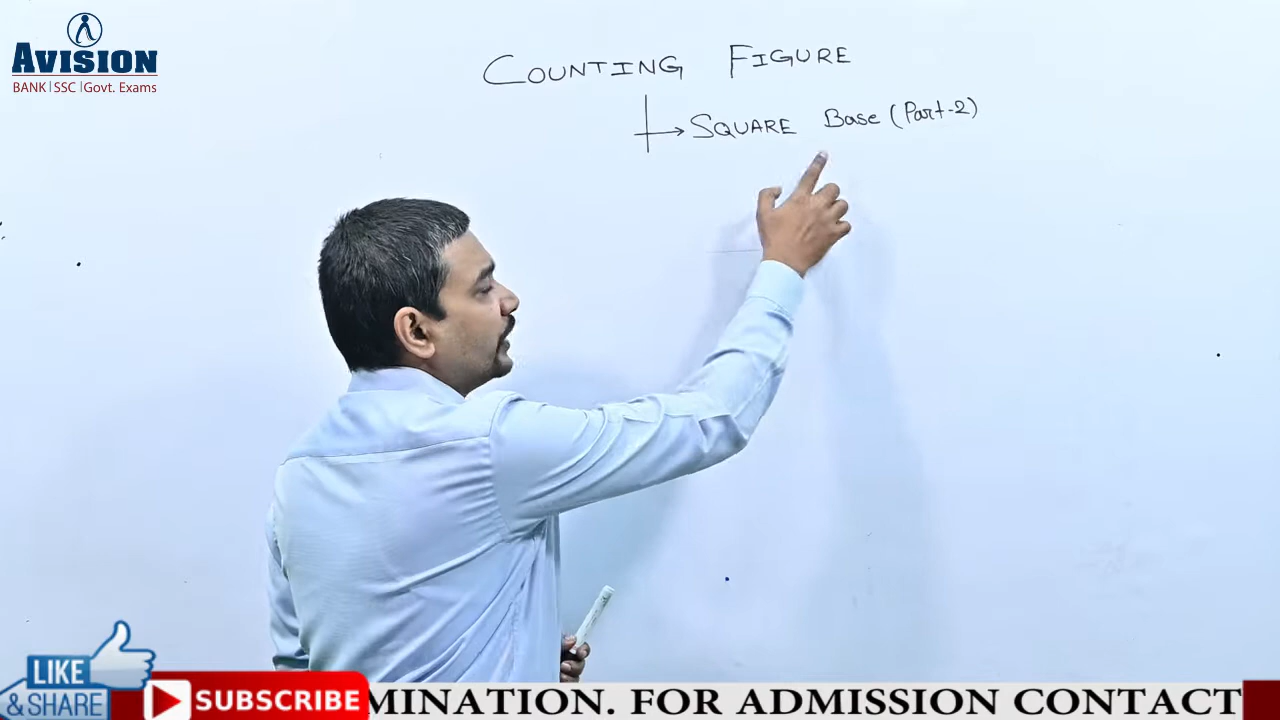 AVISION
BANK | SSC | Govt. Exams
COUNTING FIGURE
SQUARE Base (Part-2)
LIKE
& SHARE
SUBSCRIBE
MINATION. FOR ADMISSION CONTACT